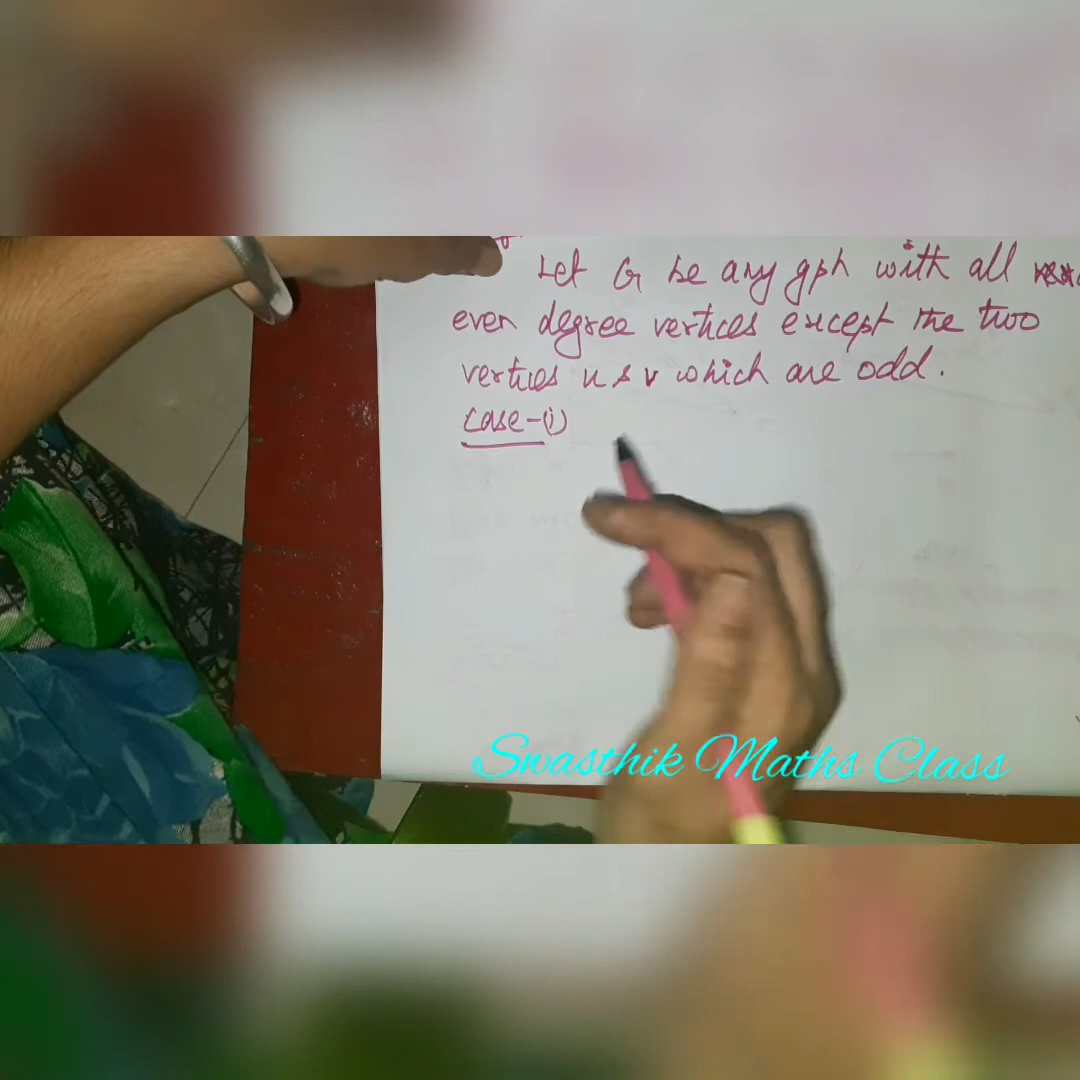 Let G be any gph with all
even degree vertices except the two
verties u & v which are odd.
Case-(i)
Swasthik Maths Class